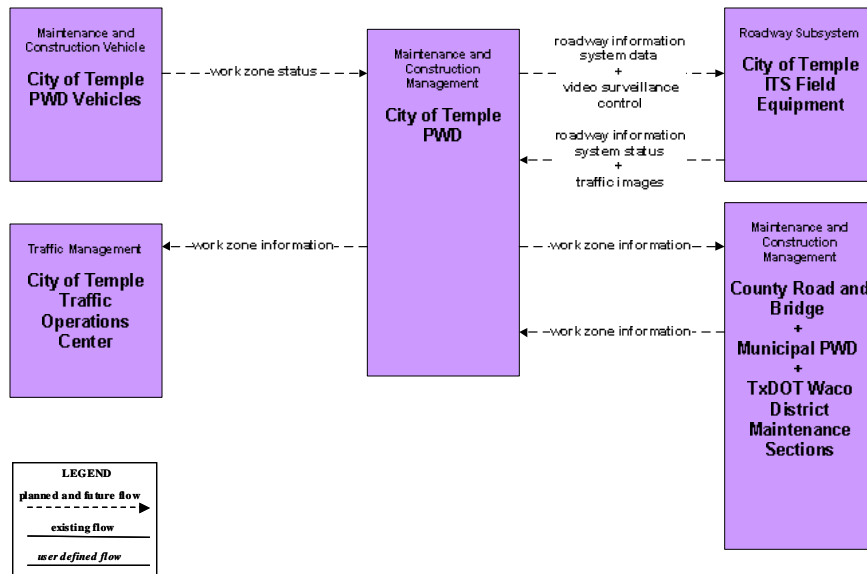 Maintenance and
Construction Vehicle
City of Temple
PWD Vehicles
work zone status
Maintenance and
Construction
Management
City of Temple
PWD
roadway information
system data
+
video surveillance
control
Roadway Subsystem
City of Temple
ITS Field
Equipment
roadway information
system status
+
traffic images
Traffic Management
City of Temple
Traffic
Operations
Center
work zone information
work zone information
work zone information
Maintenance and
Construction
Management
County Road and
Bridge
+
Municipal PWD
+
TxDOT Waco
District
Maintenance
Sections
LEGEND
planned and future flow
existing flow
user defined flow